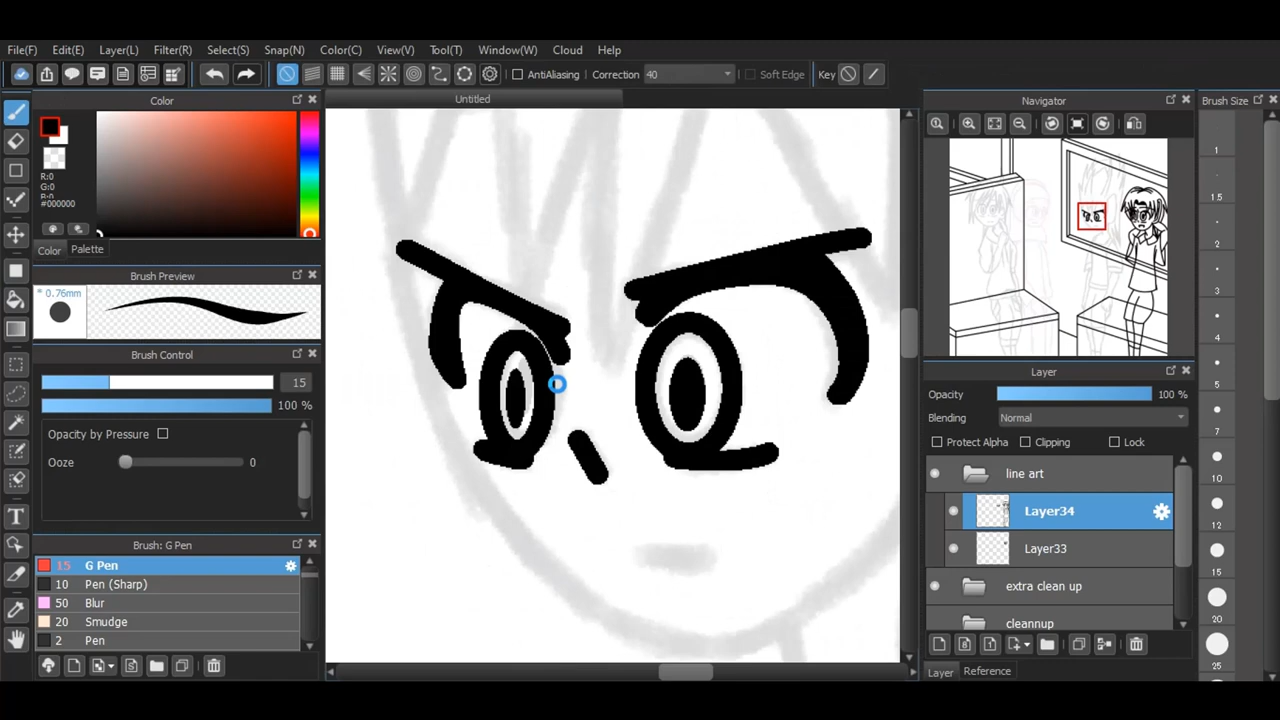 File(F) Edit(E) Layer(L) Filter(R) Select(S) Snap(N) Color(C) View(V) Tool(T) Window(W) Cloud Help
AntiAliasing Correction 40 Soft Edge Key
Color
R:0
G:0
B:0
#000000
Color Palette
Brush Preview
* 0.76mm
Brush Control
15
100 %
Opacity by Pressure
Ooze 0
Brush: G Pen
15 G Pen
10 Pen (Sharp)
50 Blur
20 Smudge
2 Pen
Untitled
Navigator
Layer
Opacity 100 %
Blending Normal
Protect Alpha Clipping Lock
line art
Layer34
Layer33
extra clean up
cleannup
Layer Reference
Brush Size
1
1.5
2
3
4
5
7
10
12
15
20
25